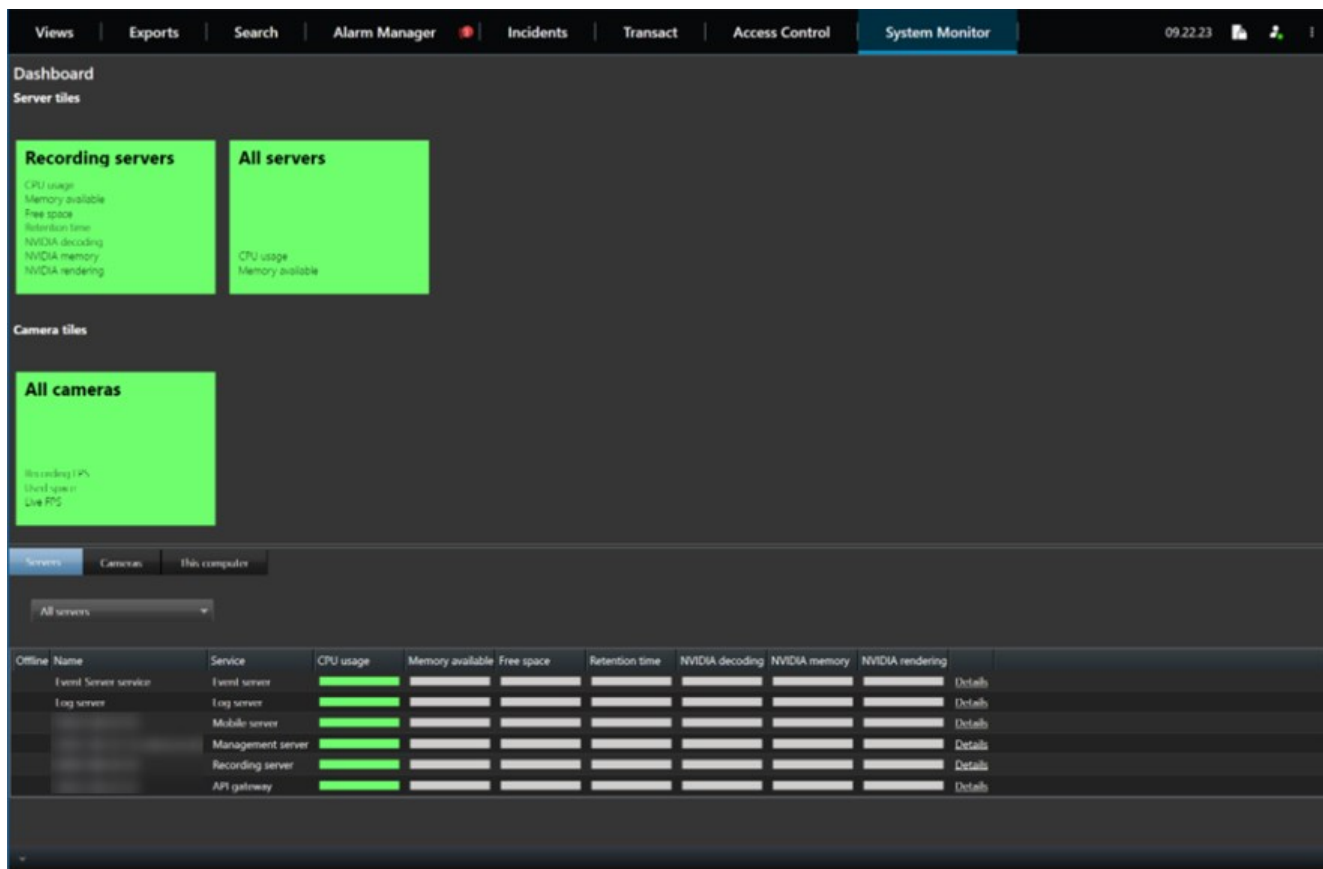 Views Exports Search Alarm Manager Incidents Transact Access Control System Monitor 09.22.23
Dashboard
Server tiles
Recording servers
CPU usage
Memory available
Free space
Retention time
NVIDIA decoding
NVIDIA memory
NVIDIA rendering
All servers
CPU usage
Memory available
Camera tiles
All cameras
Recording FPS
Used space
Live FPS
Servers Cameras This computer
All servers
Offline Name Service CPU usage Memory available Free space Retention time NVIDIA decoding NVIDIA memory NVIDIA rendering
Event Server service Event server Details
Log server Log server Details
Mobile server Details
Management server Details
Recording server Details
API gateway Details